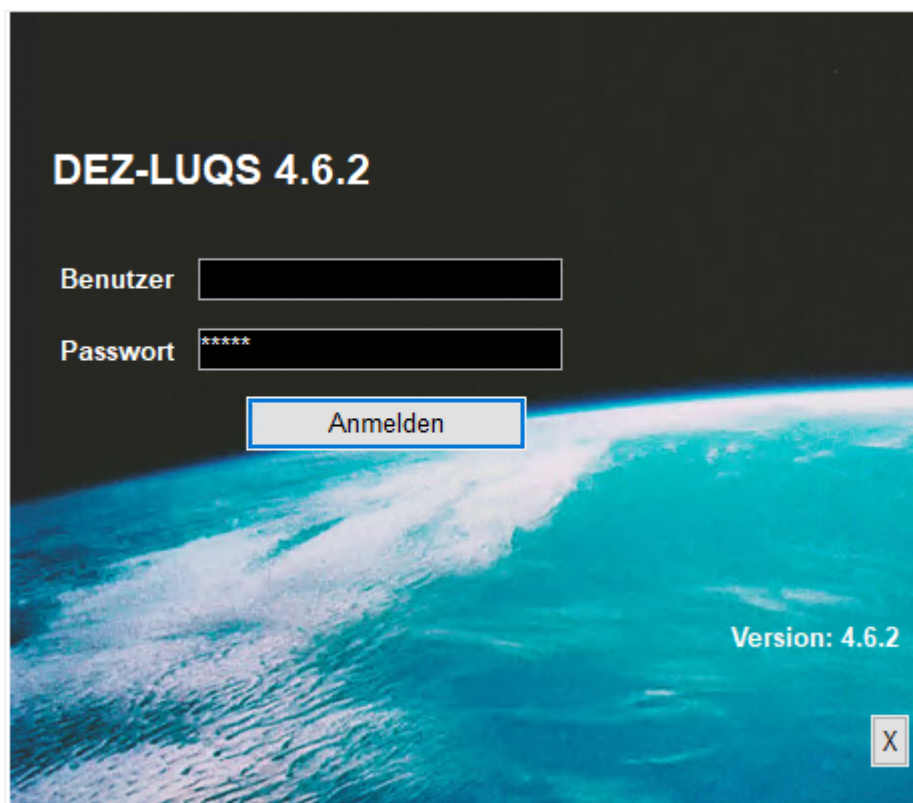 DEZ-LUQS 4.6.2
Benutzer
Passwort *****
Anmelden
Version: 4.6.2
X